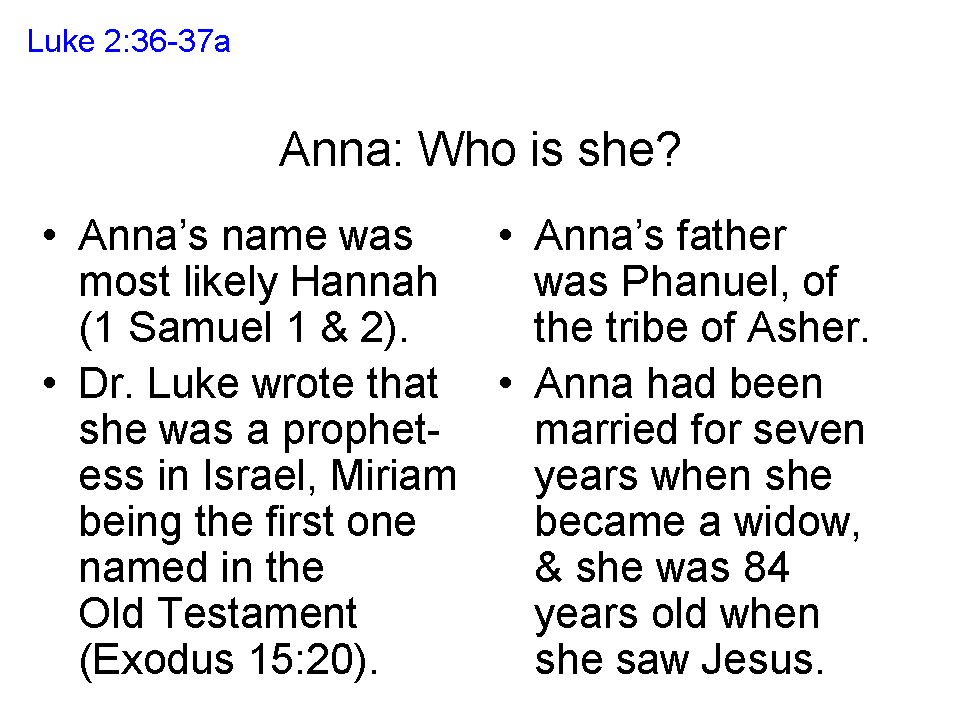 Luke 2:36-37a
Anna: Who is she?
• Anna’s name was
most likely Hannah
(1 Samuel 1 & 2).
• Dr. Luke wrote that
she was a prophet-
ess in Israel, Miriam
being the first one
named in the
Old Testament
(Exodus 15:20).
• Anna’s father
was Phanuel, of
the tribe of Asher.
• Anna had been
married for seven
years when she
became a widow,
& she was 84
years old when
she saw Jesus.